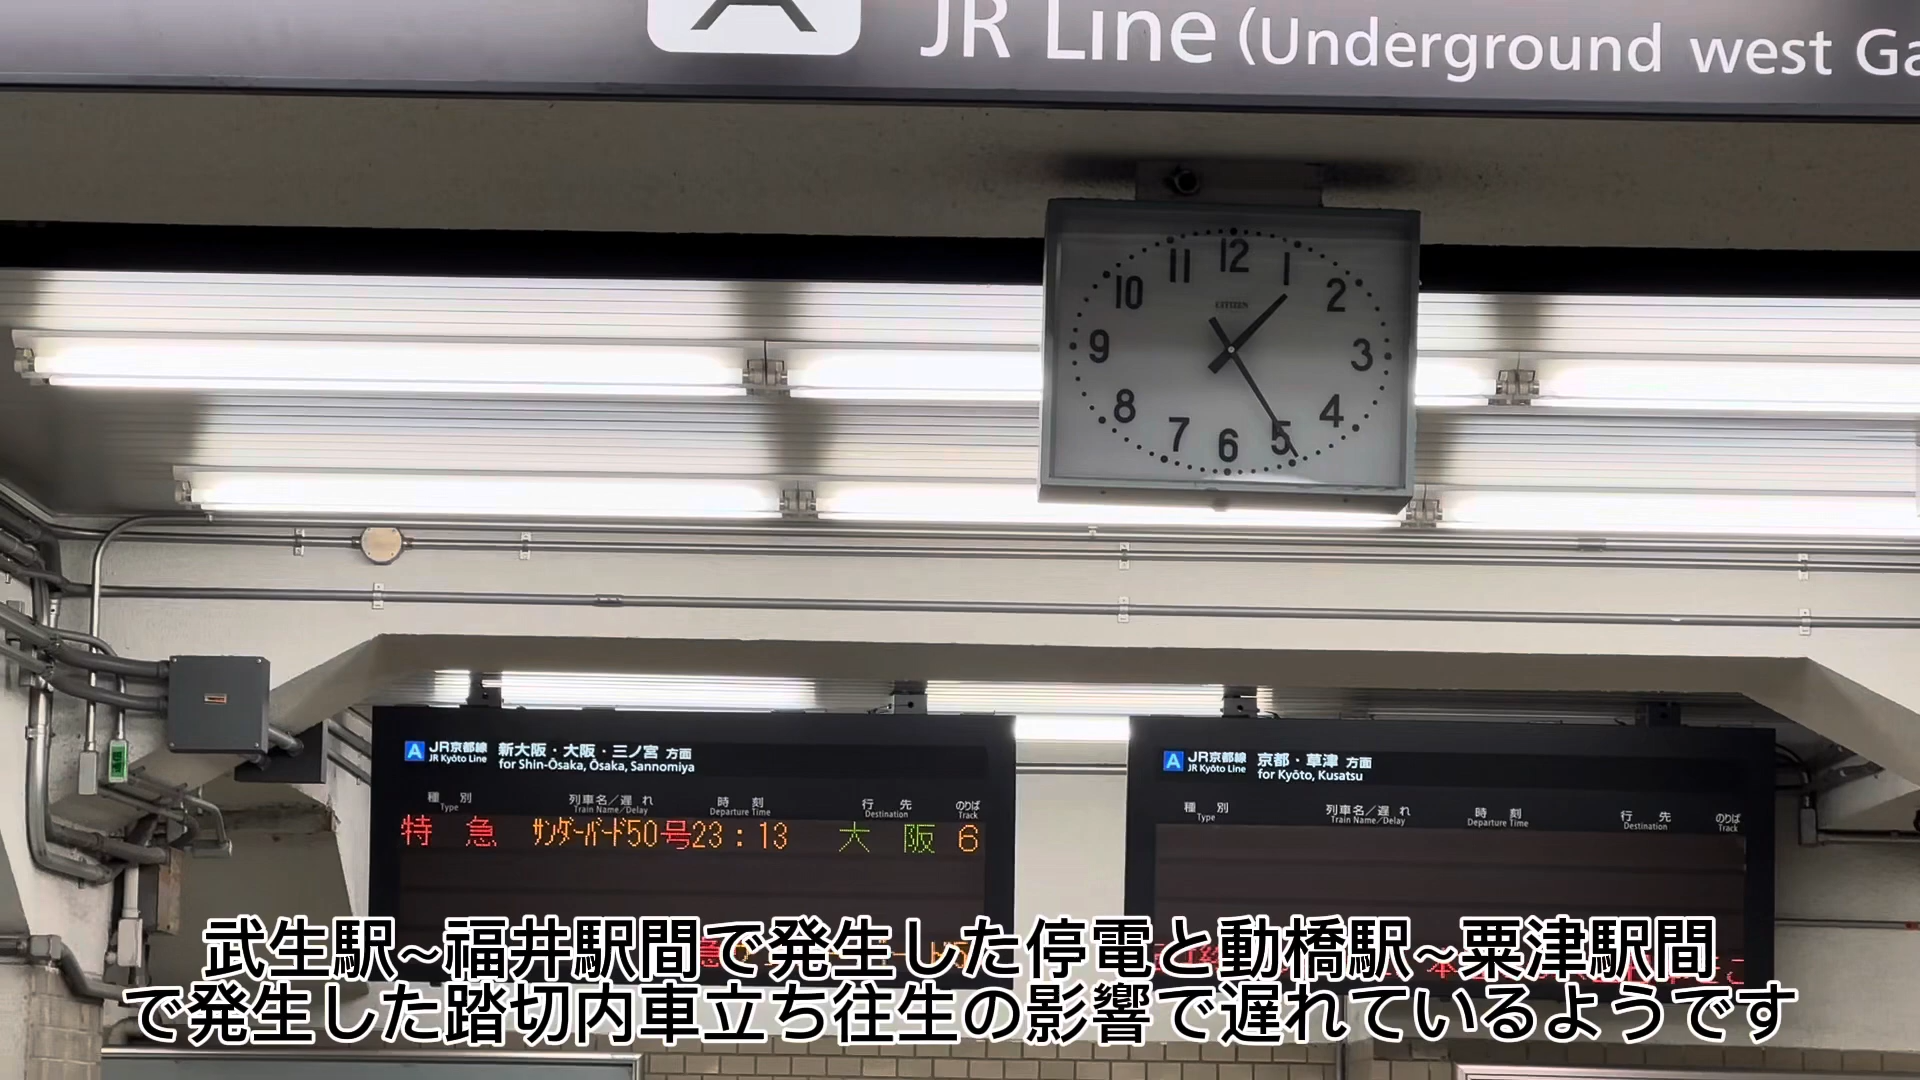 JR Line (Underground west Ga
11 12 1
10 2
CITIZEN
9 3
8 4
7 6 5
A JR京都線 新大阪・大阪・三ノ宮 方面
JR Kyōto Line for Shin-Ōsaka, Ōsaka, Sannomiya
種別 列車名／遅れ 時刻 行先 のりば
Type Train Name/Delay Departure Time Destination Track
特急 サンダーバード50号 23:13 大阪 6
A JR京都線 京都・草津 方面
JR Kyōto Line for Kyōto, Kusatsu
種別 列車名／遅れ 時刻 行先 のりば
Type Train Name/Delay Departure Time Destination Track
武生駅~福井駅間で発生した停電と動橋駅~粟津駅間
で発生した踏切内車立ち往生の影響で遅れているようです